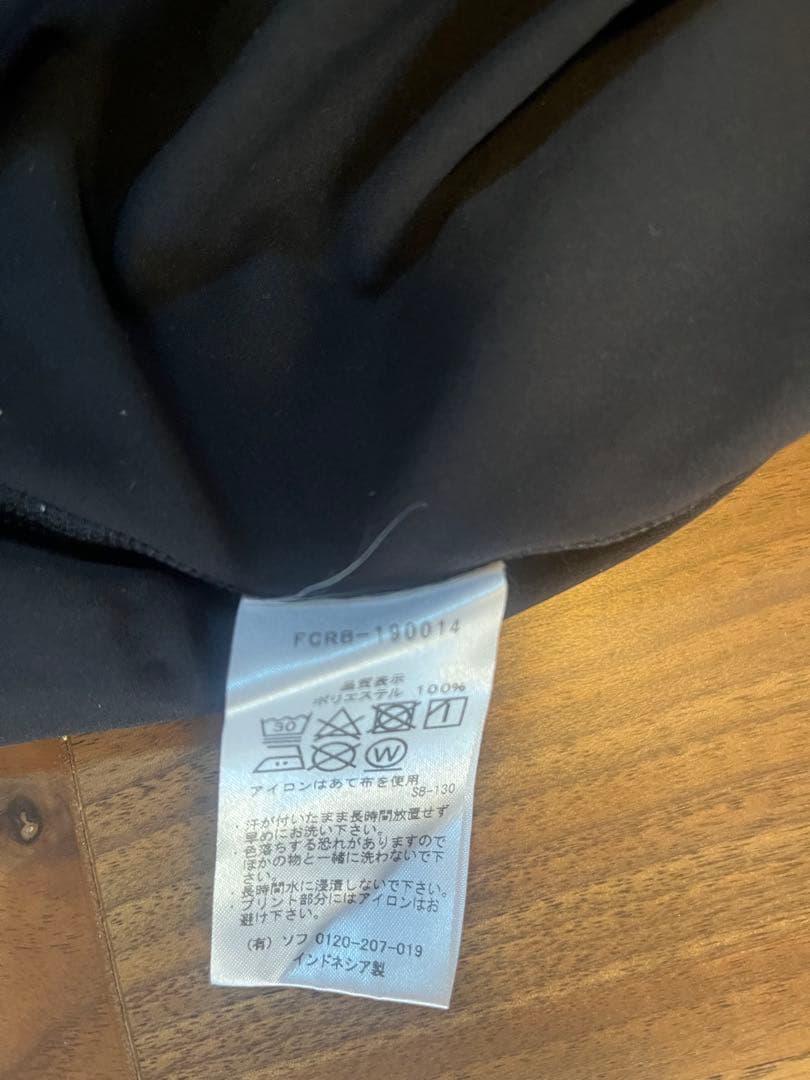 FCRB-190014
品質表示
ポリエステル 100%
30
W
アイロンはあて布を使用
SB-130
・汗が付いたまま長時間放置せず
早めにお洗い下さい。
・色落ちする恐れがありますので
ほかの物と一緒に洗わないで下
さい。
・長時間水に浸漬しないで下さい。
・プリント部分にはアイロンはお
避け下さい。
(有) ソフ 0120-207-019
インドネシア製